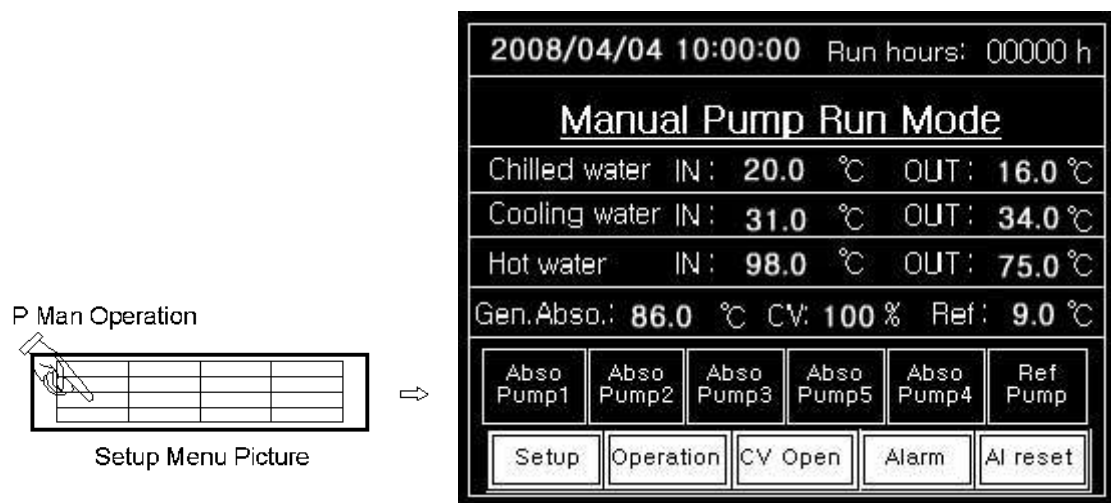 P Man Operation
Setup Menu Picture
2008/04/04 10:00:00 Run hours: 00000 h
Manual Pump Run Mode
Chilled water IN : 20.0 ℃ OUT : 16.0 ℃
Cooling water IN : 31.0 ℃ OUT : 34.0 ℃
Hot water IN : 98.0 ℃ OUT : 75.0 ℃
Gen.Abso.: 86.0 ℃ CV: 100 % Ref : 9.0 ℃
Abso Abso Abso Abso Abso Ref
Pump1 Pump2 Pump3 Pump5 Pump4 Pump
Setup Operation CV Open Alarm Al reset